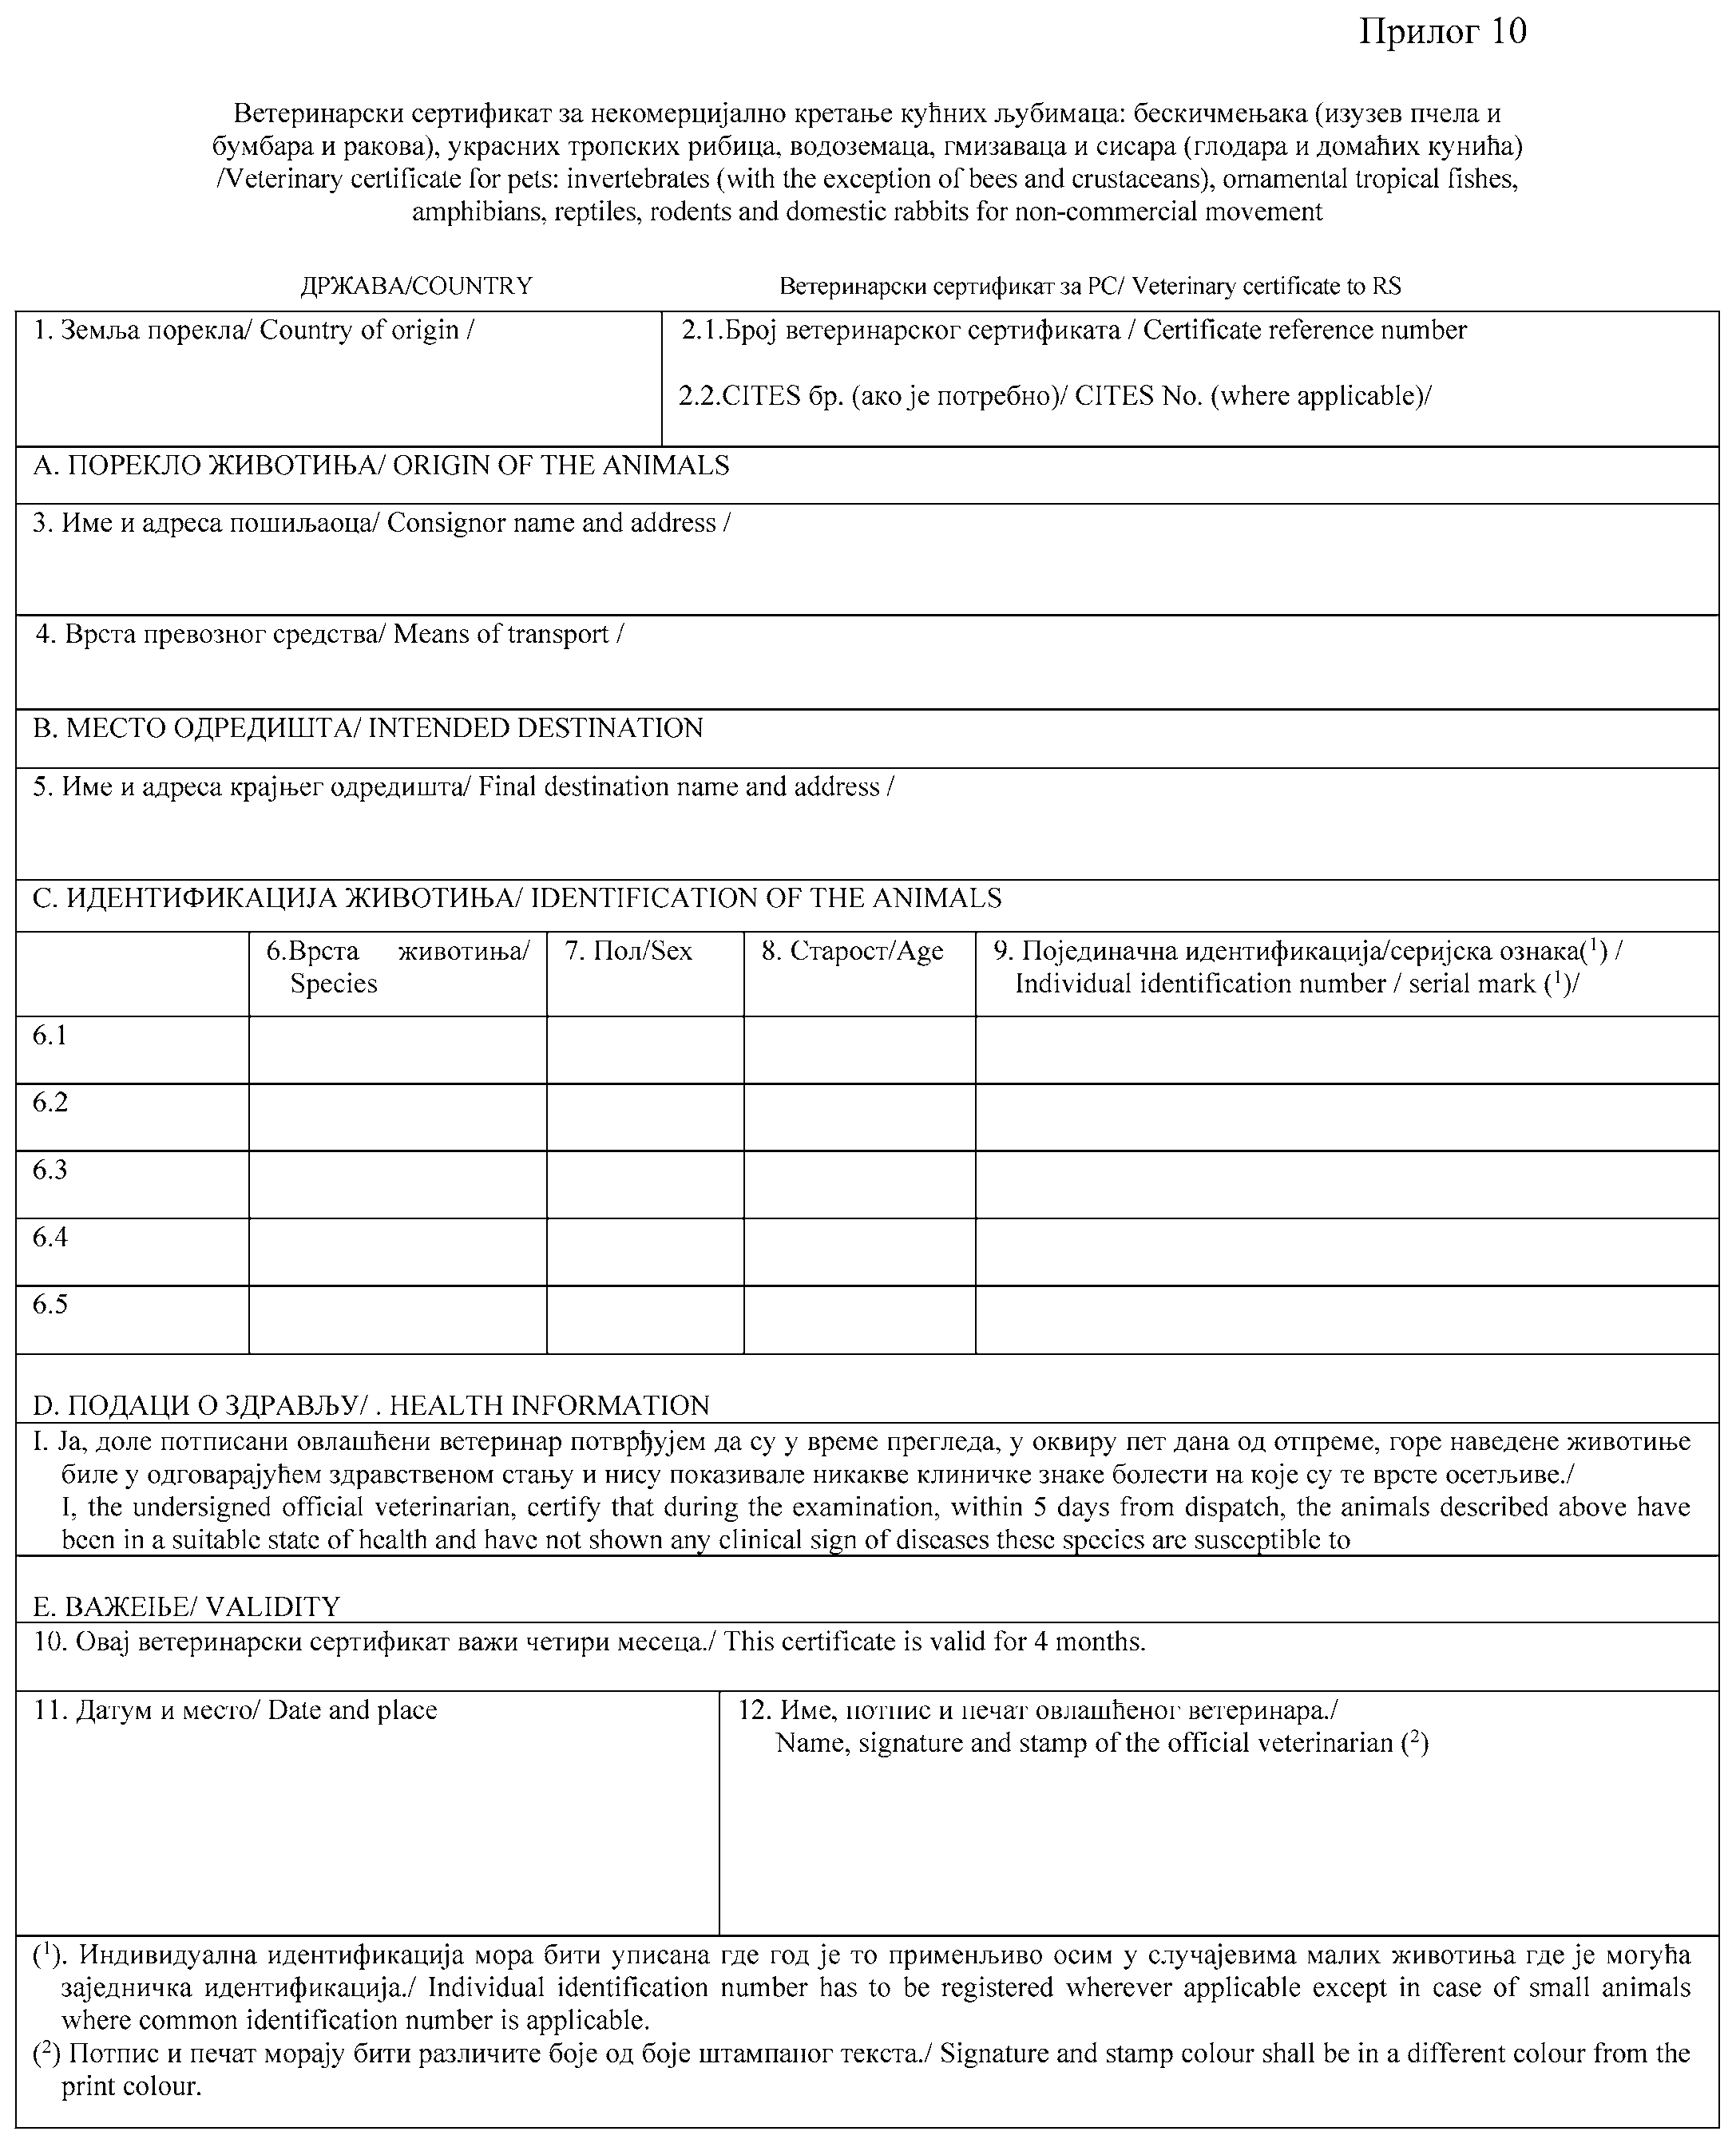 Прилог 10
Ветеринарски сертификат за некомерцијално кретање кућних љубимаца: бескичмењака (изузев пчела и
бумбара и ракова), украсних тропских рибица, водоземаца, гмизаваца и сисара (глодара и домаћих кунића)
/Veterinary certificate for pets: invertebrates (with the exception of bees and crustaceans), ornamental tropical fishes,
amphibians, reptiles, rodents and domestic rabbits for non-commercial movement
ДРЖАВА/COUNTRY Ветеринарски сертификат за РС/ Veterinary certificate to RS
1. Земља порекла/ Country of origin /
2.1.Број ветеринарског сертификата / Certificate reference number
2.2.CITES бр. (ако је потребно)/ CITES No. (where applicable)/
A. ПОРЕКЛО ЖИВОТИЊА/ ORIGIN OF THE ANIMALS
3. Име и адреса пошиљаоца/ Consignor name and address /
4. Врста превозног средства/ Means of transport /
B. МЕСТО ОДРЕДИШТА/ INTENDED DESTINATION
5. Име и адреса крајњег одредишта/ Final destination name and address /
C. ИДЕНТИФИКАЦИЈА ЖИВОТИЊА/ IDENTIFICATION OF THE ANIMALS
6.Врста животиња/
Species
7. Пол/Sex
8. Старост/Age
9. Појединачна идентификација/серијска ознака(¹) /
Individual identification number / serial mark (¹)/
6.1
6.2
6.3
6.4
6.5
D. ПОДАЦИ О ЗДРАВЉУ/ . HEALTH INFORMATION
I. Ја, доле потписани овлашћени ветеринар потврђујем да су у време прегледа, у оквиру пет дана од отпреме, горе наведене животиње
биле у одговарајућем здравственом стању и нису показивале никакве клиничке знаке болести на које су те врсте осетљиве./
I, the undersigned official veterinarian, certify that during the examination, within 5 days from dispatch, the animals described above have
been in a suitable state of health and have not shown any clinical sign of diseases these species are susceptible to
E. ВАЖЕЊЕ/ VALIDITY
10. Овај ветеринарски сертификат важи четири месеца./ This certificate is valid for 4 months.
11. Датум и место/ Date and place
12. Име, потпис и печат овлашћеног ветеринара./
Name, signature and stamp of the official veterinarian (²)
(¹). Индивидуална идентификација мора бити уписана где год је то применљиво осим у случајевима малих животиња где је могућа
заједничка идентификација./ Individual identification number has to be registered wherever applicable except in case of small animals
where common identification number is applicable.
(²) Потпис и печат морају бити различите боје од боје штампаног текста./ Signature and stamp colour shall be in a different colour from the
print colour.